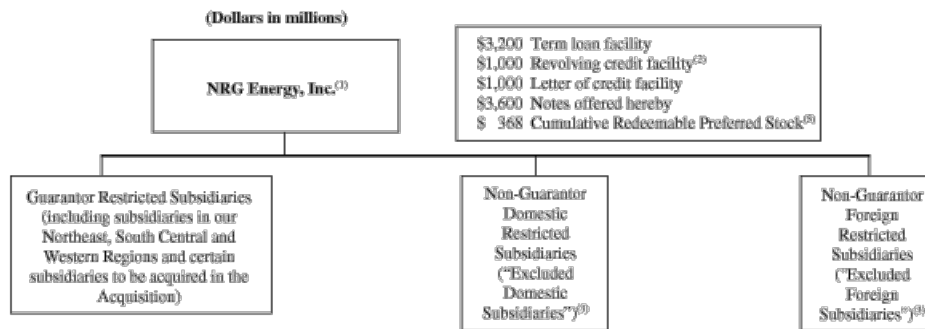 (Dollars in millions)
NRG Energy, Inc.(1)
$3,200 Term loan facility
$1,000 Revolving credit facility(2)
$1,000 Letter of credit facility
$3,600 Notes offered hereby
$ 368 Cumulative Redeemable Preferred Stock
Guarantor Restricted Subsidiaries
(including subsidiaries in our
Northeast, South Central and
Western Regions and certain
subsidiaries to be acquired in the
Acquisition)
Non-Guarantor
Domestic
Restricted
Subsidiaries
("Excluded
Domestic
Subsidiaries")
Non-Guarantor
Foreign
Restricted
Subsidiaries
("Excluded
Foreign
Subsidiaries")